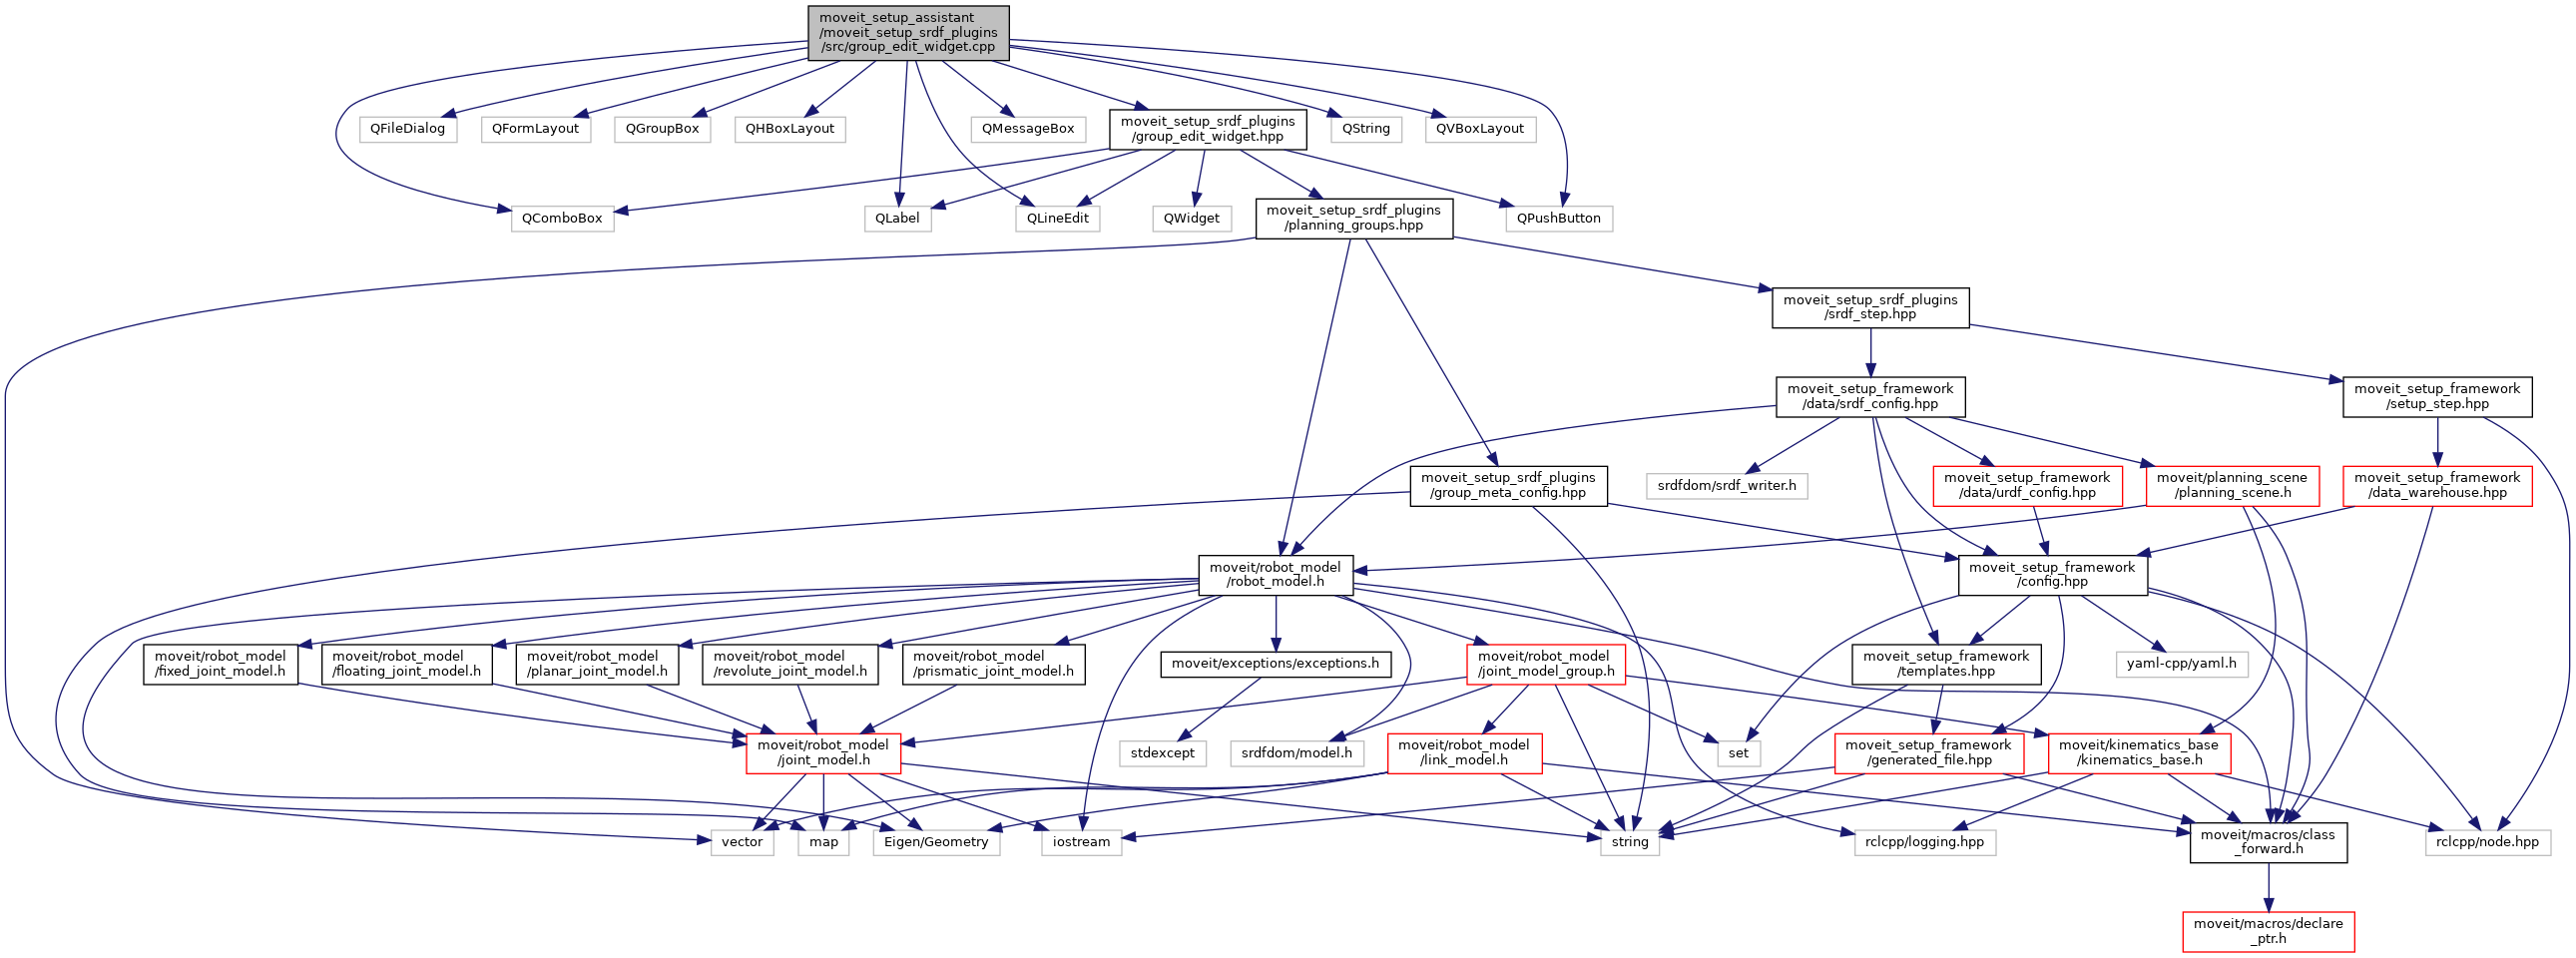 moveit_setup_assistant
/moveit_setup_srdf_plugins
/src/group_edit_widget.cpp
QFileDialog
QFormLayout
QGroupBox
QHBoxLayout
moveit_setup_srdf_plugins
/group_edit_widget.hpp
QMessageBox
QString
QVBoxLayout
QComboBox
QLabel
QLineEdit
QWidget
moveit_setup_srdf_plugins
/planning_groups.hpp
QPushButton
moveit_setup_srdf_plugins
/srdf_step.hpp
moveit_setup_framework
/data/srdf_config.hpp
moveit_setup_framework
/setup_step.hpp
moveit_setup_srdf_plugins
/group_meta_config.hpp
srdfdom/srdf_writer.h
moveit_setup_framework
/data/urdf_config.hpp
moveit/planning_scene
/planning_scene.h
moveit_setup_framework
/data_warehouse.hpp
moveit/robot_model
/robot_model.h
moveit_setup_framework
/config.hpp
moveit/robot_model
/fixed_joint_model.h
moveit/robot_model
/floating_joint_model.h
moveit/robot_model
/planar_joint_model.h
moveit/robot_model
/revolute_joint_model.h
moveit/robot_model
/prismatic_joint_model.h
moveit/exceptions/exceptions.h
moveit/robot_model
/joint_model_group.h
moveit_setup_framework
/templates.hpp
yaml-cpp/yaml.h
moveit/robot_model
/joint_model.h
stdexcept
srdfdom/model.h
moveit/robot_model
/link_model.h
set
moveit_setup_framework
/generated_file.hpp
moveit/kinematics_base
/kinematics_base.h
vector
map
Eigen/Geometry
iostream
string
rclcpp/logging.hpp
moveit/macros/class
_forward.h
rclcpp/node.hpp
moveit/macros/declare
_ptr.h